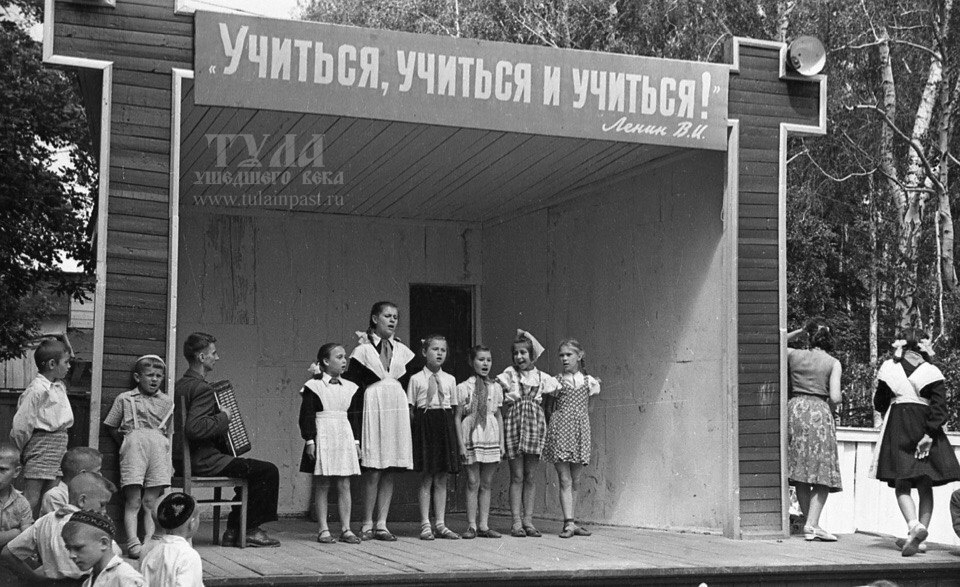 „УЧИТЬСЯ, УЧИТЬСЯ И УЧИТЬСЯ!"
Ленин В.И.
ТУЛА
УШЕДШЕГО ВЕКА
www.tulainpast.ru